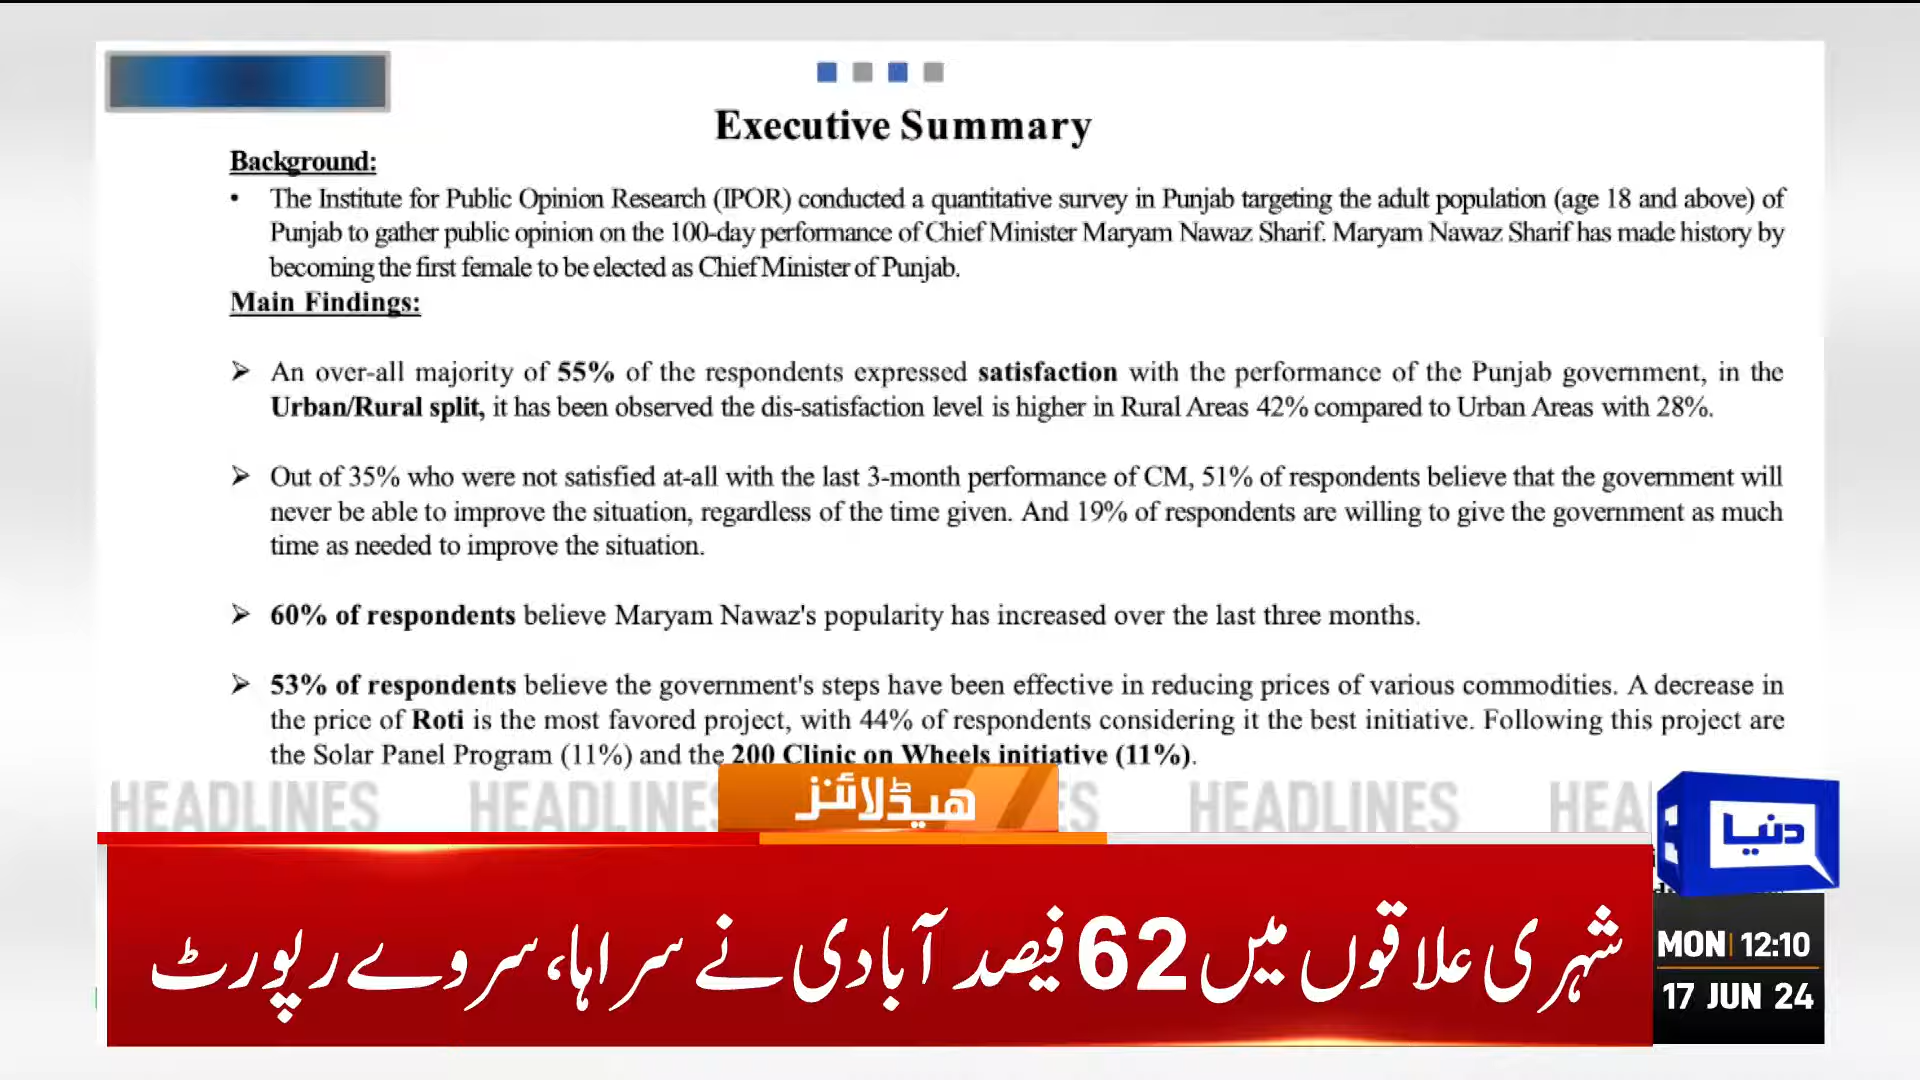 Executive Summary
Background:
• The Institute for Public Opinion Research (IPOR) conducted a quantitative survey in Punjab targeting the adult population (age 18 and above) of
Punjab to gather public opinion on the 100-day performance of Chief Minister Maryam Nawaz Sharif. Maryam Nawaz Sharif has made history by
becoming the first female to be elected as Chief Minister of Punjab.
Main Findings:
➢ An over-all majority of 55% of the respondents expressed satisfaction with the performance of the Punjab government, in the
Urban/Rural split, it has been observed the dis-satisfaction level is higher in Rural Areas 42% compared to Urban Areas with 28%.
➢ Out of 35% who were not satisfied at-all with the last 3-month performance of CM, 51% of respondents believe that the government will
never be able to improve the situation, regardless of the time given. And 19% of respondents are willing to give the government as much
time as needed to improve the situation.
➢ 60% of respondents believe Maryam Nawaz's popularity has increased over the last three months.
➢ 53% of respondents believe the government's steps have been effective in reducing prices of various commodities. A decrease in
the price of Roti is the most favored project, with 44% of respondents considering it the best initiative. Following this project are
the Solar Panel Program (11%) and the 200 Clinic on Wheels initiative (11%).
HEADLINES HEADLINES HEADLINES
ہیڈلائنز
دنیا
شہری علاقوں میں 62 فیصد آبادی نے سراہا، سروے رپورٹ
MON 12:10
17 JUN 24